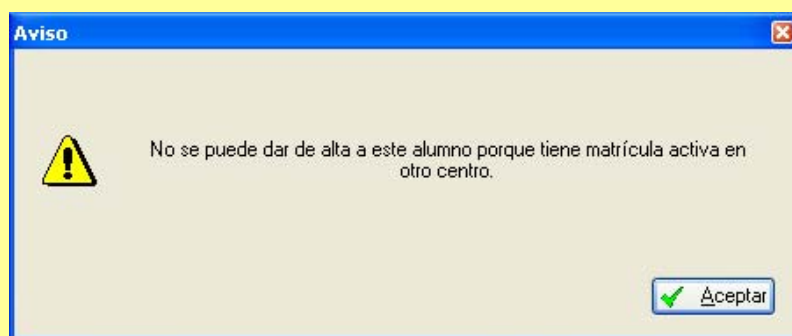 Aviso
No se puede dar de alta a este alumno porque tiene matrícula activa en
otro centro.
Aceptar